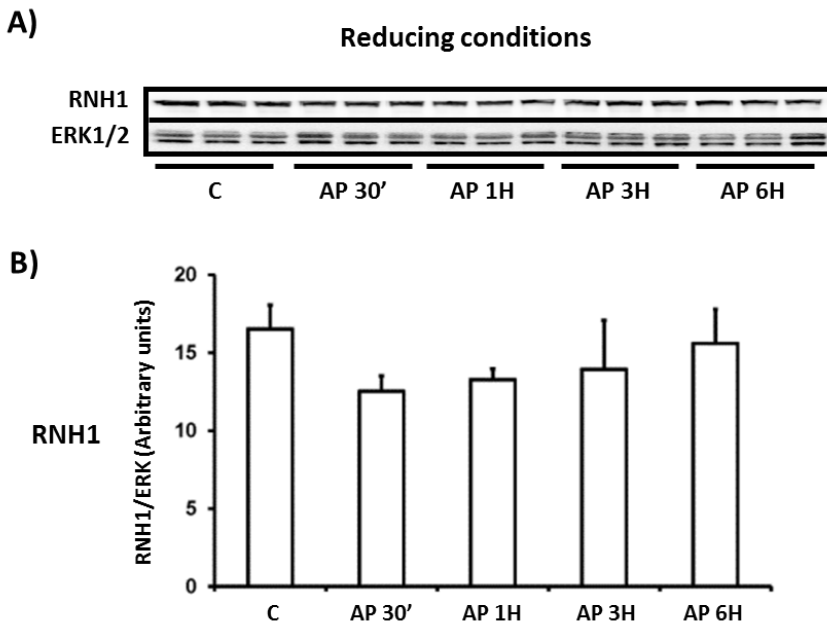 A)
Reducing conditions
RNH1
ERK1/2
C AP 30’ AP 1H AP 3H AP 6H
B)
RNH1
RNH1/ERK (Arbitrary units)
20
15
10
5
0
C AP 30’ AP 1H AP 3H AP 6H